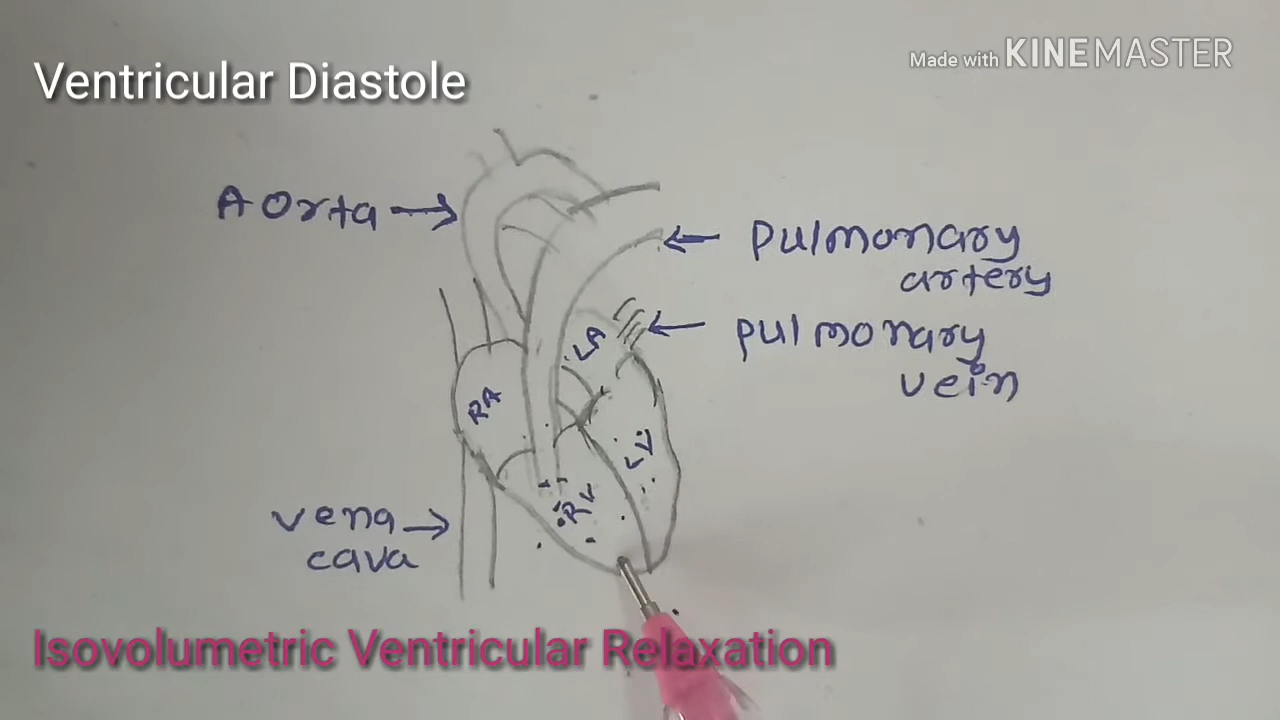 Ventricular Diastole
Made with KINEMASTER
Aorta
Pulmonary
artery
Pulmonary
vein
LA
RA
LV
RV
vena
cava
Isovolumetric Ventricular Relaxation